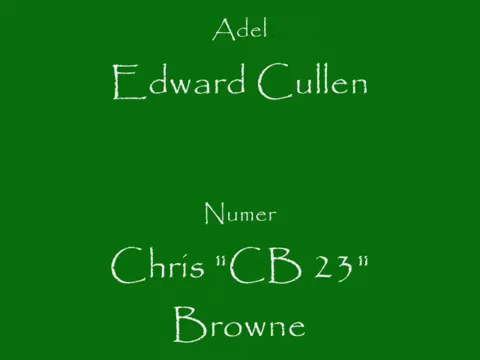 Adel
Edward Cullen
Numer
Chris "CB 23"
Browne